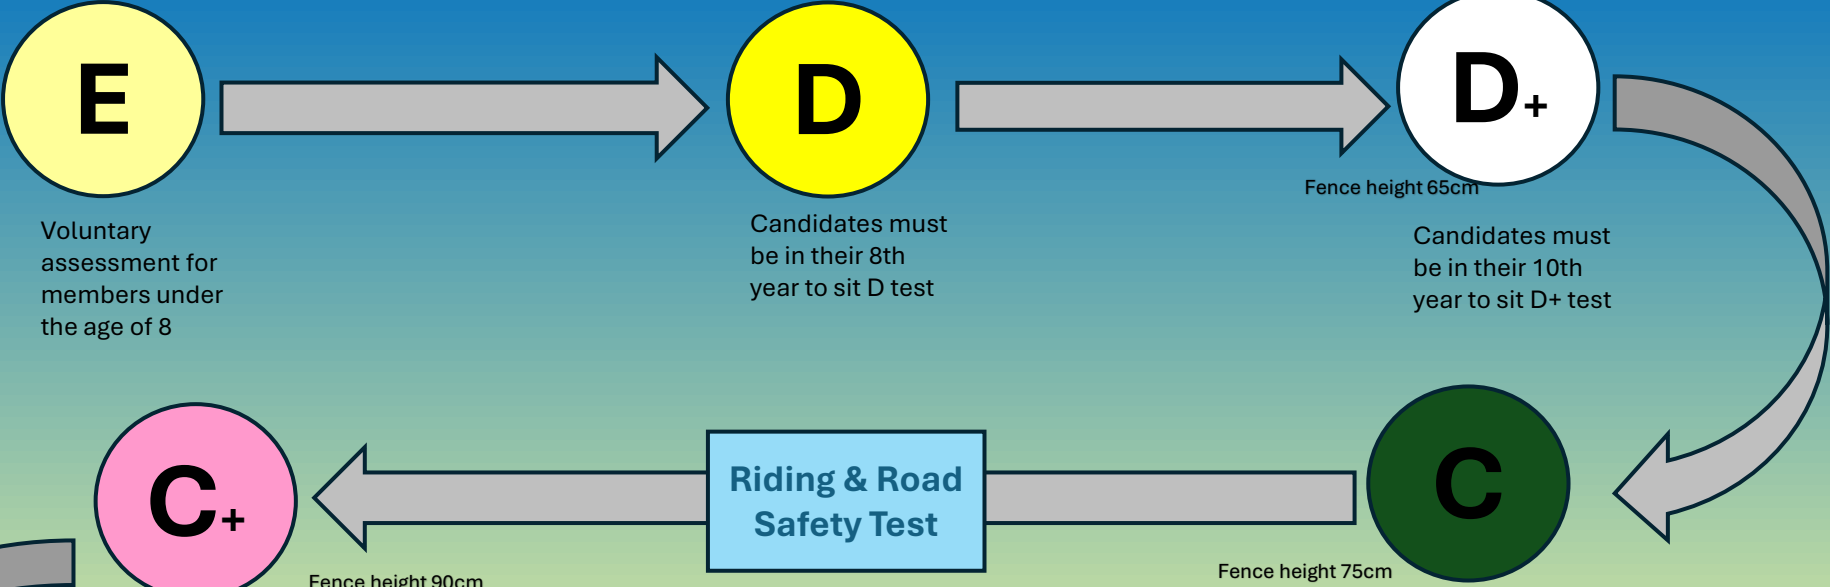 E
D
D+
Fence height 65cm
Voluntary
assessment for
members under
the age of 8
Candidates must
be in their 8th
year to sit D test
Candidates must
be in their 10th
year to sit D+ test
C+
Riding & Road
Safety Test
C
Fence height 90cm
Fence height 75cm